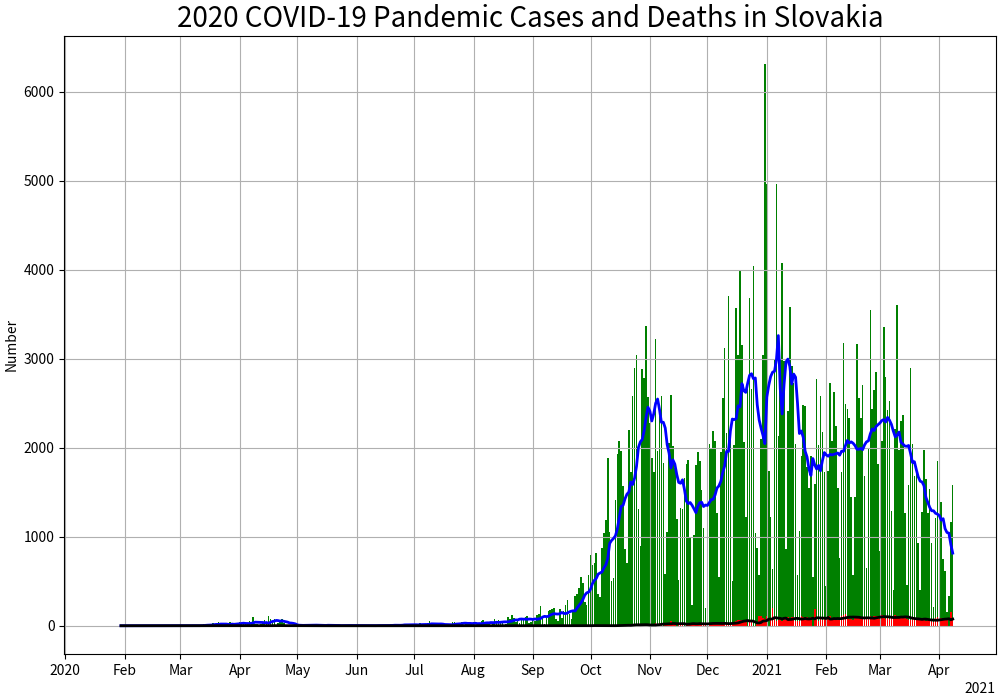 2020 COVID-19 Pandemic Cases and Deaths in Slovakia
Number
6000
5000
4000
3000
2000
1000
0
2020 Feb Mar Apr May Jun Jul Aug Sep Oct Nov Dec 2021 Feb Mar Apr
2021